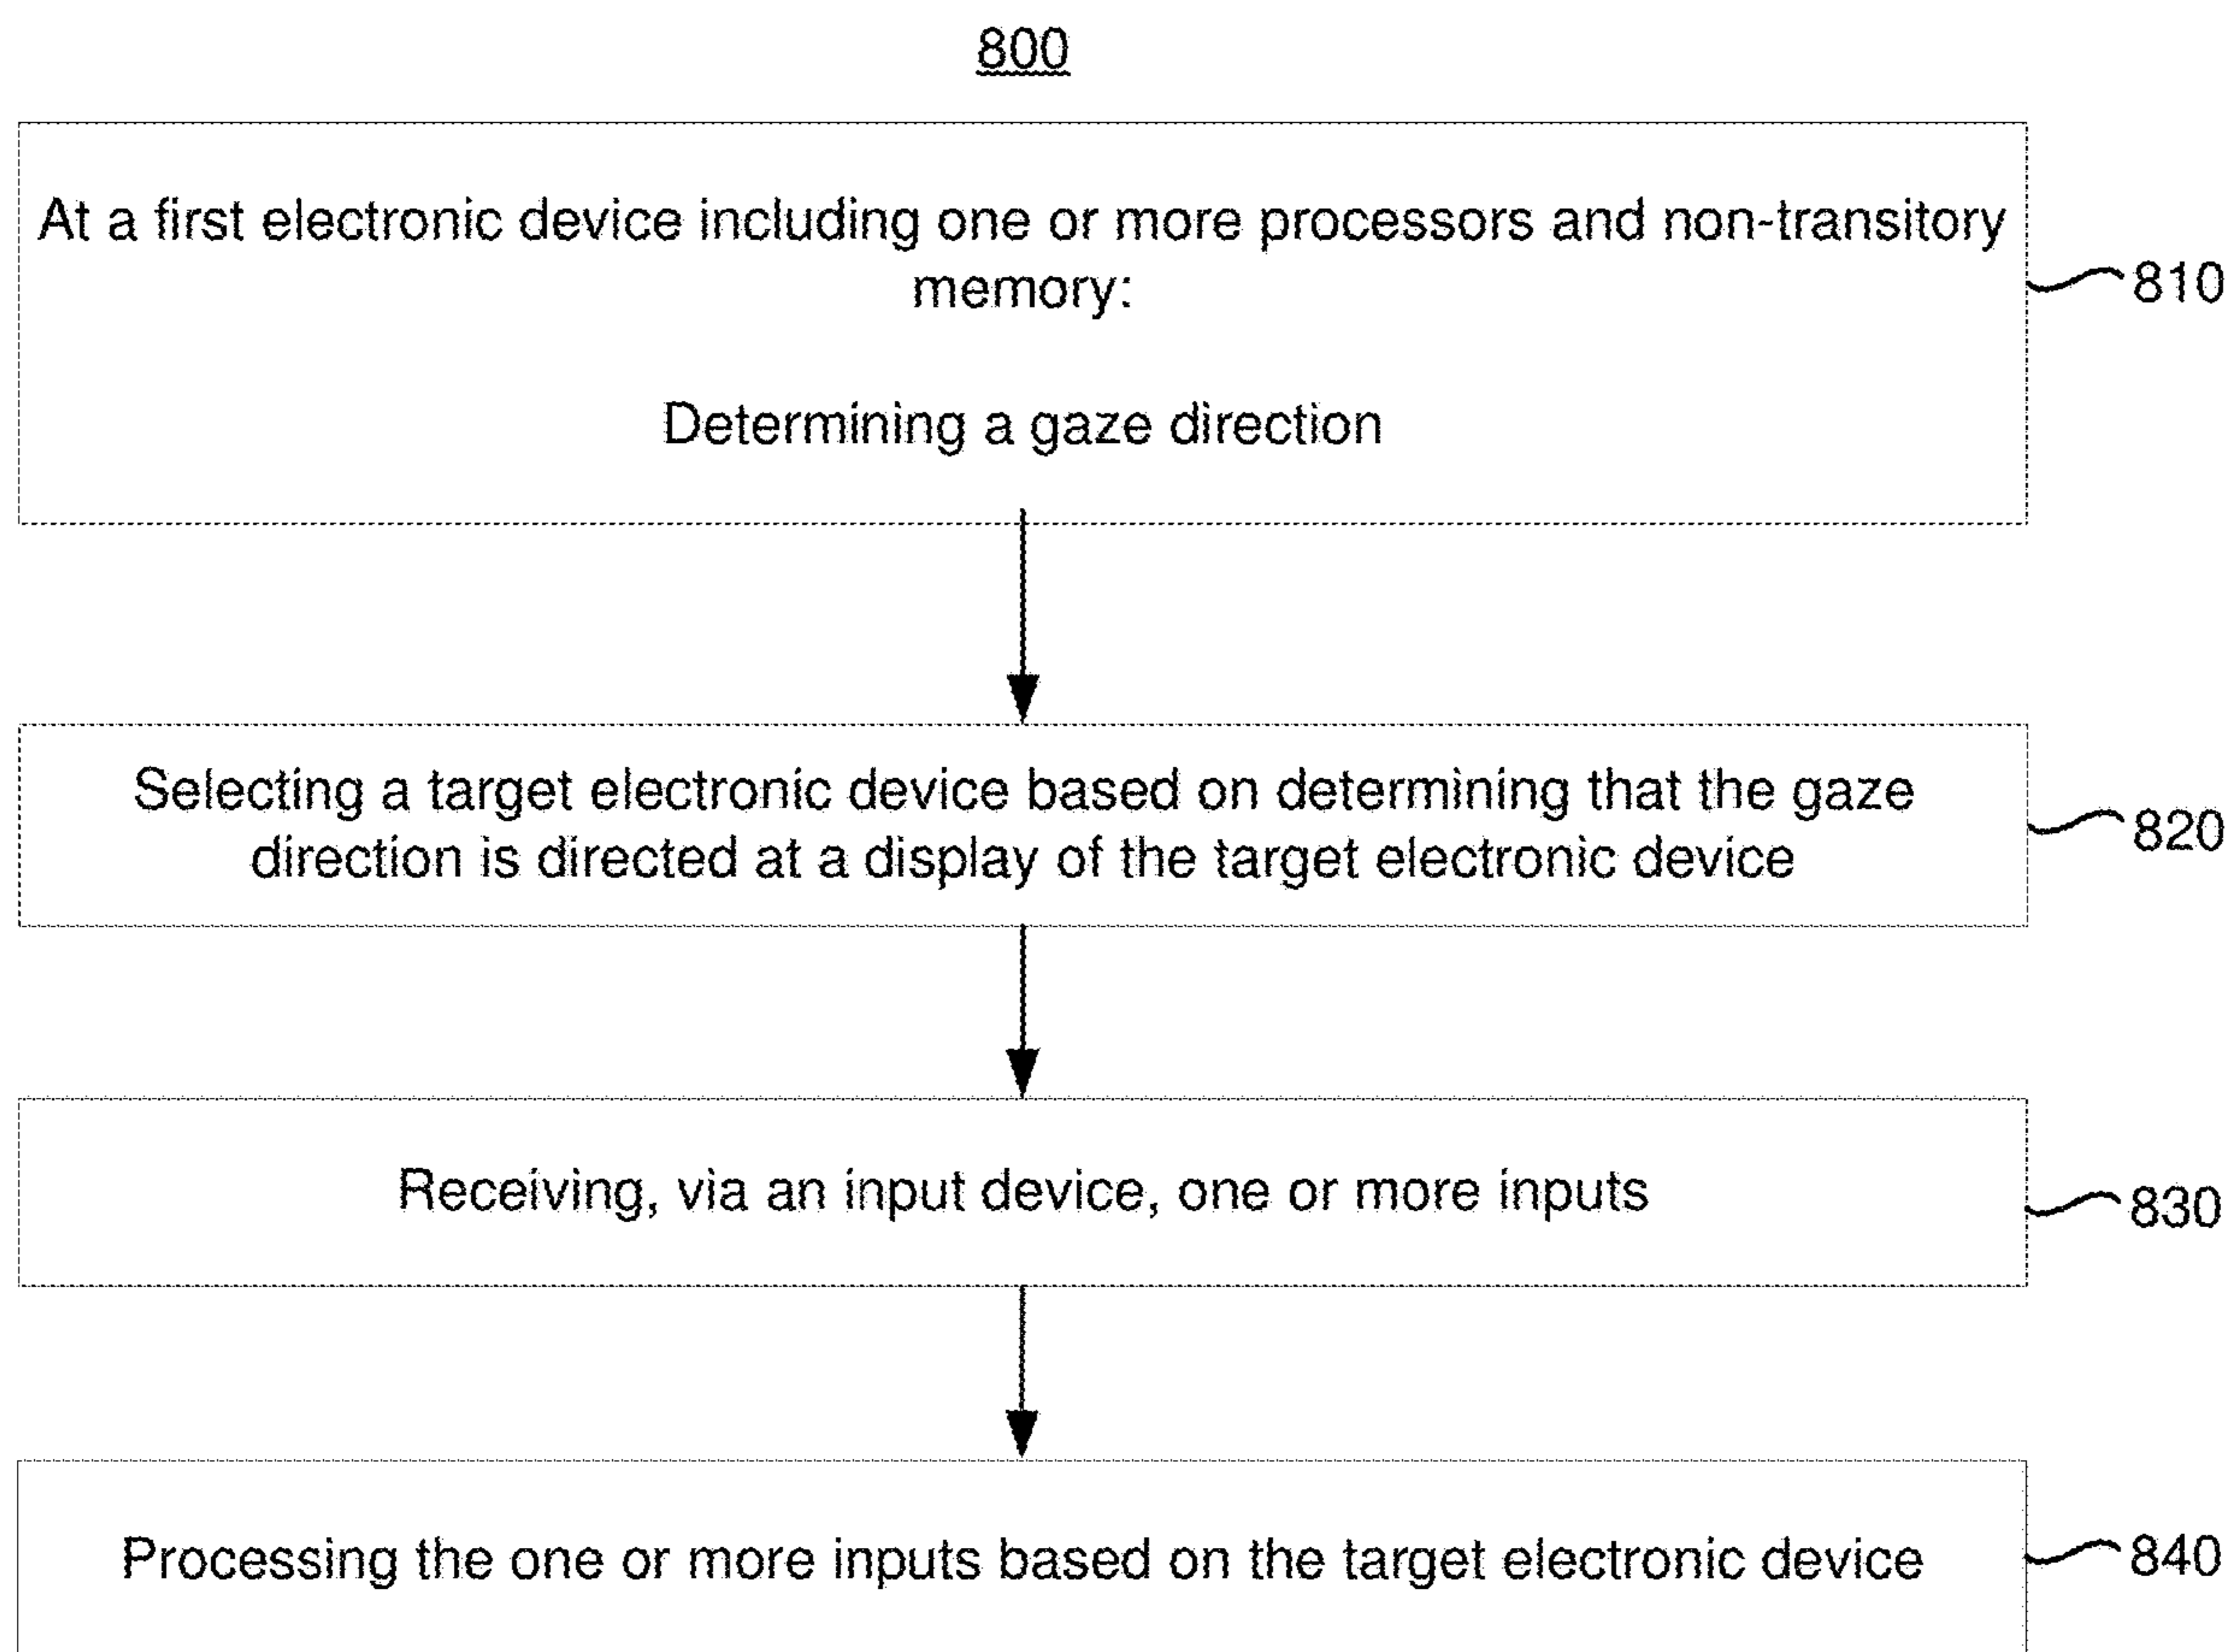 800
At a first electronic device including one or more processors and non-transitory
memory:
Determining a gaze direction
810
Selecting a target electronic device based on determining that the gaze
direction is directed at a display of the target electronic device
820
Receiving, via an input device, one or more inputs
830
Processing the one or more inputs based on the target electronic device
840